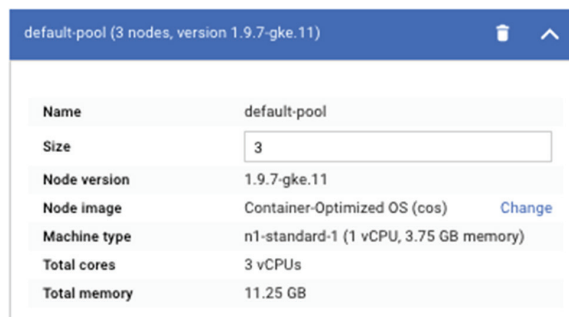 default-pool (3 nodes, version 1.9.7-gke.11)
Name default-pool
Size 3
Node version 1.9.7-gke.11
Node image Container-Optimized OS (cos) Change
Machine type n1-standard-1 (1 vCPU, 3.75 GB memory)
Total cores 3 vCPUs
Total memory 11.25 GB